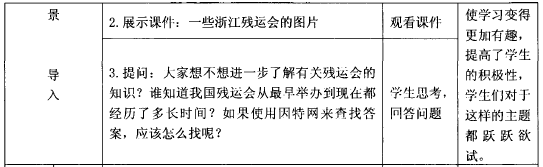 景
导
入
2.展示课件：一些浙江残运会的图片
观看课件
3.提问：大家想不想进一步了解有关残运会的
知识？谁知道我国残运会从最早举办到现在都
经历了多长时间？如果使用因特网来查找答
案，应该怎么找呢？
学生思考，
回答问题
使学习变得
更加有趣，
提高了学生
的积极性，
学生们对于
这样的主题
都跃跃欲
试。